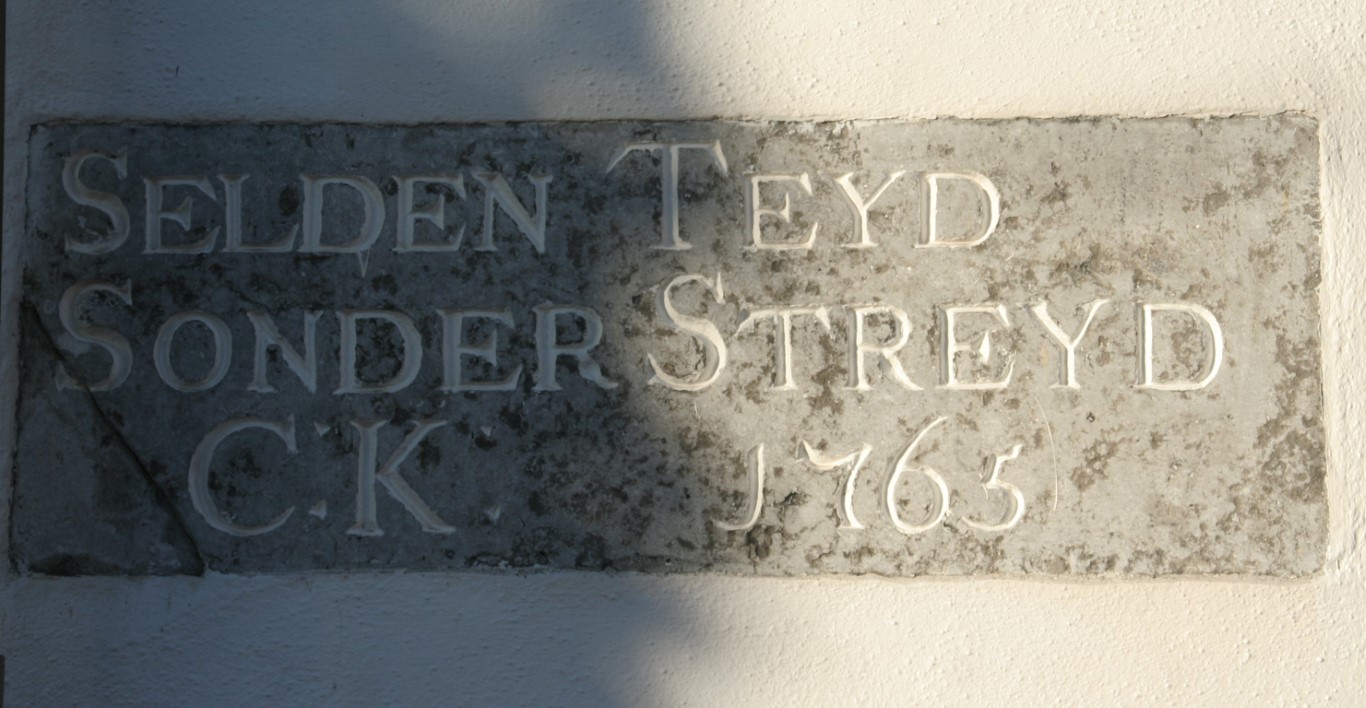 SELDEN TEYD
SONDER STREYD
C:K: 1765